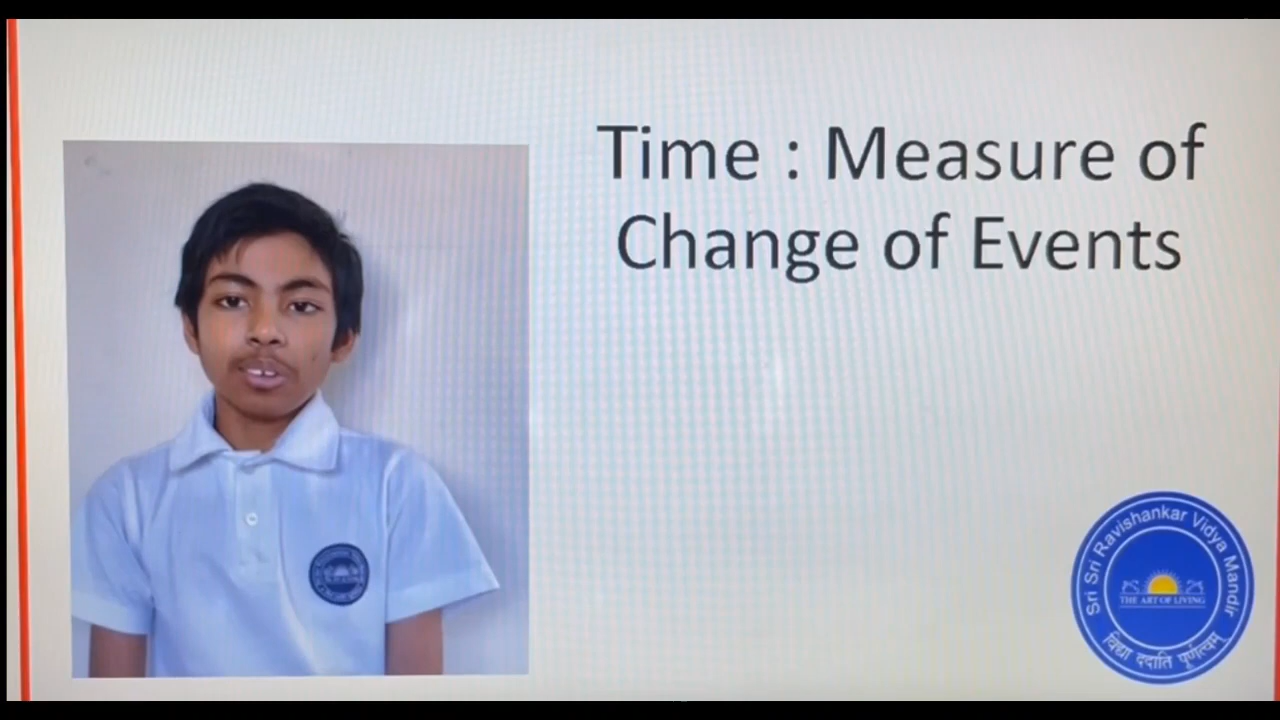 Time : Measure of
Change of Events
Sri Sri Ravishankar Vidya Mandir
THE ART OF LIVING
विद्या ददाति पूर्णत्वम्